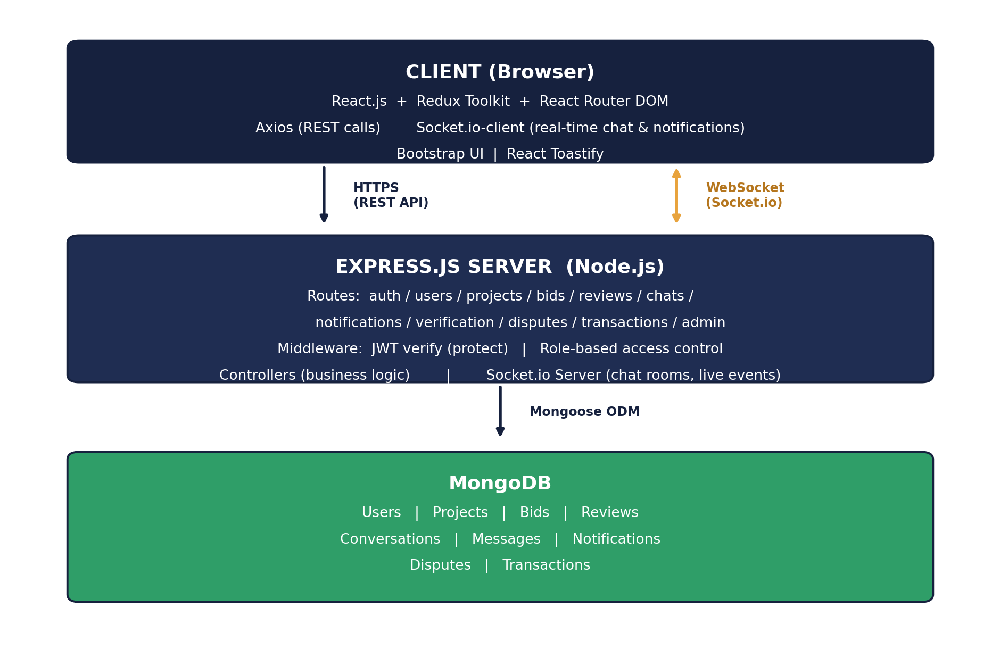 CLIENT (Browser)
React.js + Redux Toolkit + React Router DOM
Axios (REST calls) Socket.io-client (real-time chat & notifications)
Bootstrap UI | React Toastify
HTTPS
(REST API)
WebSocket
(Socket.io)
EXPRESS.JS SERVER (Node.js)
Routes: auth / users / projects / bids / reviews / chats /
notifications / verification / disputes / transactions / admin
Middleware: JWT verify (protect) | Role-based access control
Controllers (business logic) | Socket.io Server (chat rooms, live events)
Mongoose ODM
MongoDB
Users | Projects | Bids | Reviews
Conversations | Messages | Notifications
Disputes | Transactions